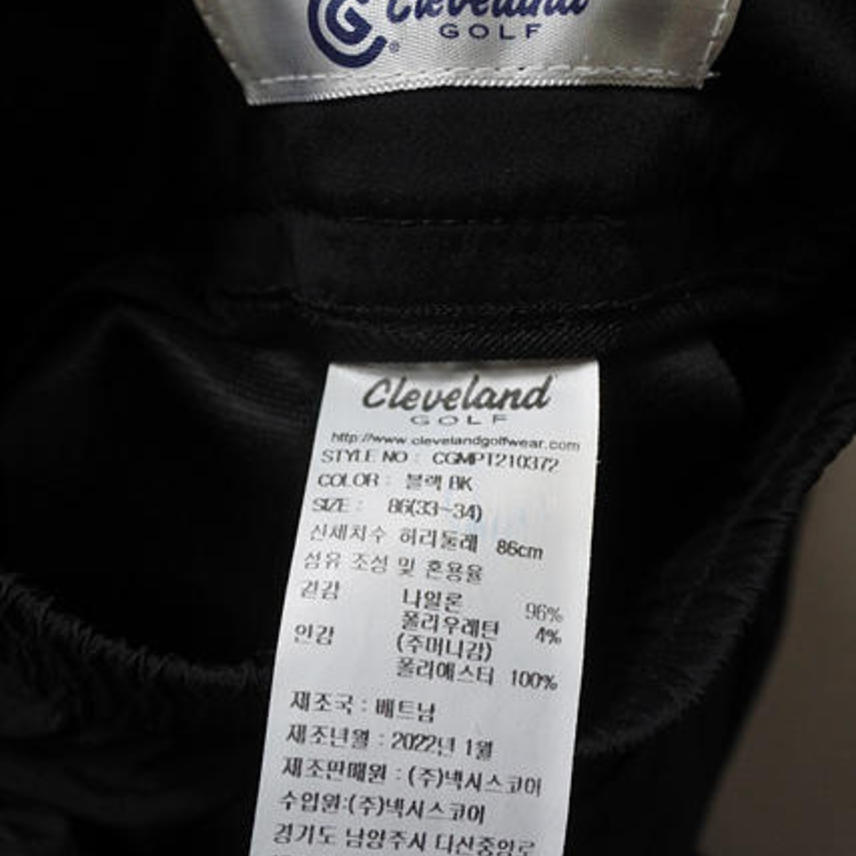 Cleveland
GOLF
Cleveland
GOLF
http://www.clevelandgolfwear.com
STYLE NO : CGMPT210372
COLOR : 블랙 BK
SIZE : 86(33~34)
신체치수 허리둘레 86cm
섬유 조성 및 혼용율
겉감 나일론 96%
폴리우레탄 4%
안감 (주머니감)
폴리에스터 100%
제조국 : 베트남
제조년월 : 2022년 1월
제조판매원 : (주)넥시스코어
수입원:(주)넥시스코어
경기도 남양주시 다산중앙로